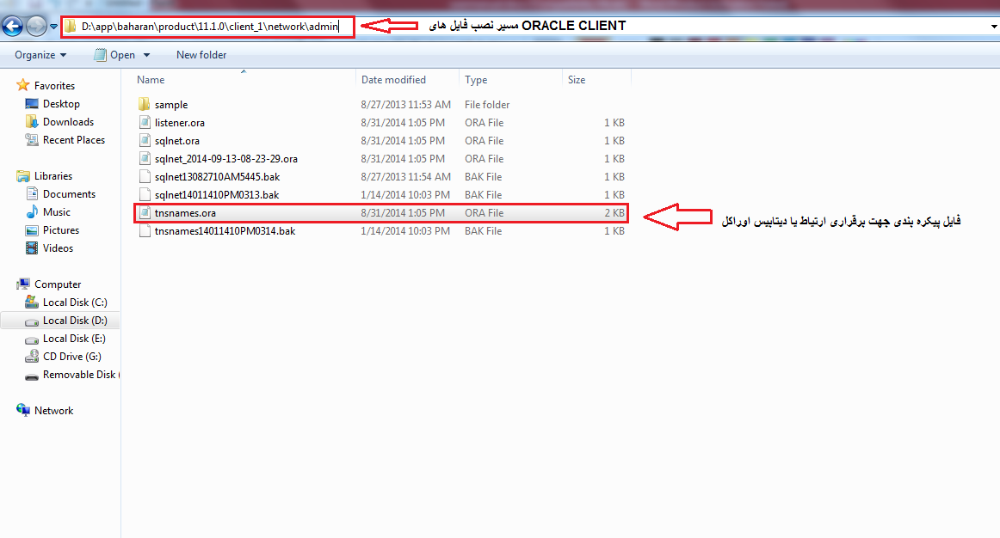 D:\app\baharan\product\11.1.0\client_1\network\admin
مسیر نصب فایل های ORACLE CLIENT
Organize
Open
New folder
Name Date modified Type Size
Favorites
Desktop
Downloads
Recent Places
Libraries
Documents
Music
Pictures
Videos
Computer
Local Disk (C:)
Local Disk (D:)
Local Disk (E:)
CD Drive (G:)
Removable Disk
Network
sample 8/27/2013 11:53 AM File folder
listener.ora 8/31/2014 1:05 PM ORA File 1 KB
sqlnet.ora 8/31/2014 1:05 PM ORA File 1 KB
sqlnet_2014-09-13-08-23-29.ora 8/31/2014 1:05 PM ORA File 1 KB
sqlnet13082710AM5445.bak 8/27/2013 11:54 AM BAK File 1 KB
sqlnet14011410PM0313.bak 1/14/2014 10:03 PM BAK File 1 KB
tnsnames.ora 8/31/2014 1:05 PM ORA File 2 KB
tnsnames14011410PM0314.bak 1/14/2014 10:03 PM BAK File 1 KB
فایل پیکره بندی جهت برقراری ارتباط با دیتابیس اوراکل